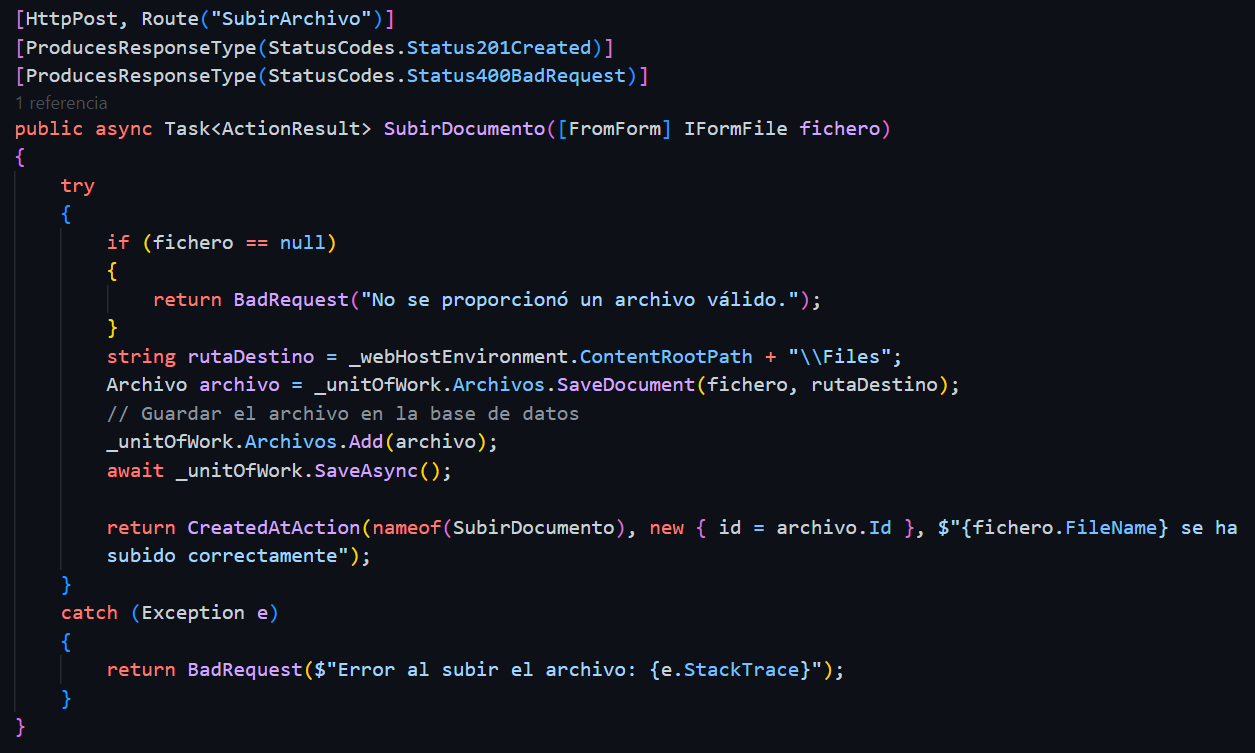 [HttpPost, Route("SubirArchivo")]
[ProducesResponseType(StatusCodes.Status201Created)]
[ProducesResponseType(StatusCodes.Status400BadRequest)]
1 referencia
public async Task<ActionResult> SubirDocumento([FromForm] IFormFile fichero)
{
    try
    {
        if (fichero == null)
        {
            return BadRequest("No se proporcionó un archivo válido.");
        }
        string rutaDestino = _webHostEnvironment.ContentRootPath + "\\Files";
        Archivo archivo = _unitOfWork.Archivos.SaveDocument(fichero, rutaDestino);
        // Guardar el archivo en la base de datos
        _unitOfWork.Archivos.Add(archivo);
        await _unitOfWork.SaveAsync();

        return CreatedAtAction(nameof(SubirDocumento), new { id = archivo.Id }, $"{fichero.FileName} se ha
        subido correctamente");
    }
    catch (Exception e)
    {
        return BadRequest($"Error al subir el archivo: {e.StackTrace}");
    }
}